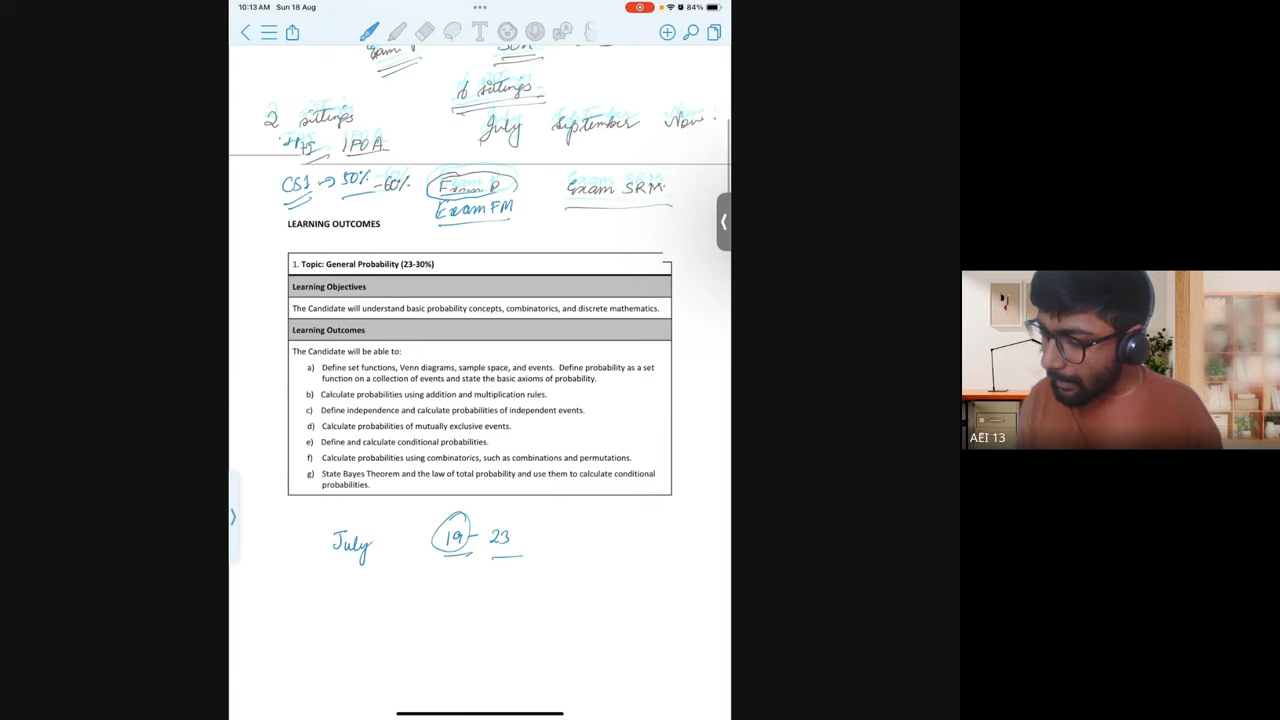 10:13 AM Sun 18 Aug
84%
Exam P
6 sittings
2 sittings
July September Nov:
IFOA
CS1 → 50% -60% Exam P Exam SRM
Exam FM
LEARNING OUTCOMES
1. Topic: General Probability (23-30%)
Learning Objectives
The Candidate will understand basic probability concepts, combinatorics, and discrete mathematics.
Learning Outcomes
The Candidate will be able to:
a) Define set functions, Venn diagrams, sample space, and events. Define probability as a set
function on a collection of events and state the basic axioms of probability.
b) Calculate probabilities using addition and multiplication rules.
c) Define independence and calculate probabilities of independent events.
d) Calculate probabilities of mutually exclusive events.
e) Define and calculate conditional probabilities.
f) Calculate probabilities using combinatorics, such as combinations and permutations.
g) State Bayes Theorem and the law of total probability and use them to calculate conditional
probabilities.
July 19 - 23
AEI 13